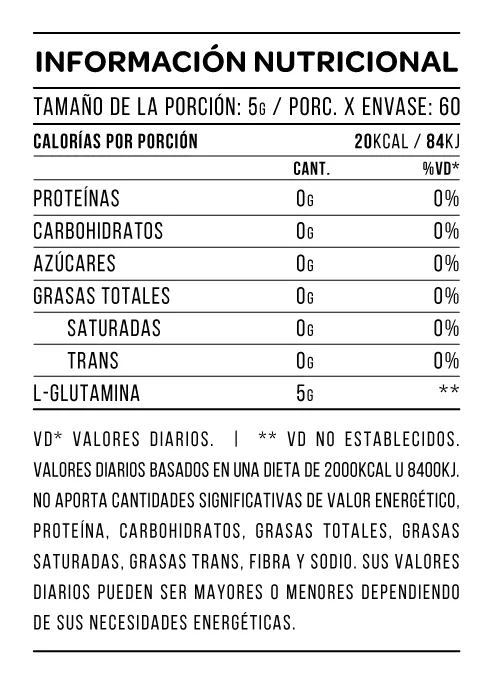 INFORMACIÓN NUTRICIONAL
TAMAÑO DE LA PORCIÓN: 5G / PORC. X ENVASE: 60
CALORÍAS POR PORCIÓN 20KCAL / 84KJ
CANT. %VD*
PROTEÍNAS 0G 0%
CARBOHIDRATOS 0G 0%
AZÚCARES 0G 0%
GRASAS TOTALES 0G 0%
SATURADAS 0G 0%
TRANS 0G 0%
L-GLUTAMINA 5G **
VD* VALORES DIARIOS. | ** VD NO ESTABLECIDOS.
VALORES DIARIOS BASADOS EN UNA DIETA DE 2000KCAL U 8400KJ.
NO APORTA CANTIDADES SIGNIFICATIVAS DE VALOR ENERGÉTICO,
PROTEÍNA, CARBOHIDRATOS, GRASAS TOTALES, GRASAS
SATURADAS, GRASAS TRANS, FIBRA Y SODIO. SUS VALORES
DIARIOS PUEDEN SER MAYORES O MENORES DEPENDIENDO
DE SUS NECESIDADES ENERGÉTICAS.